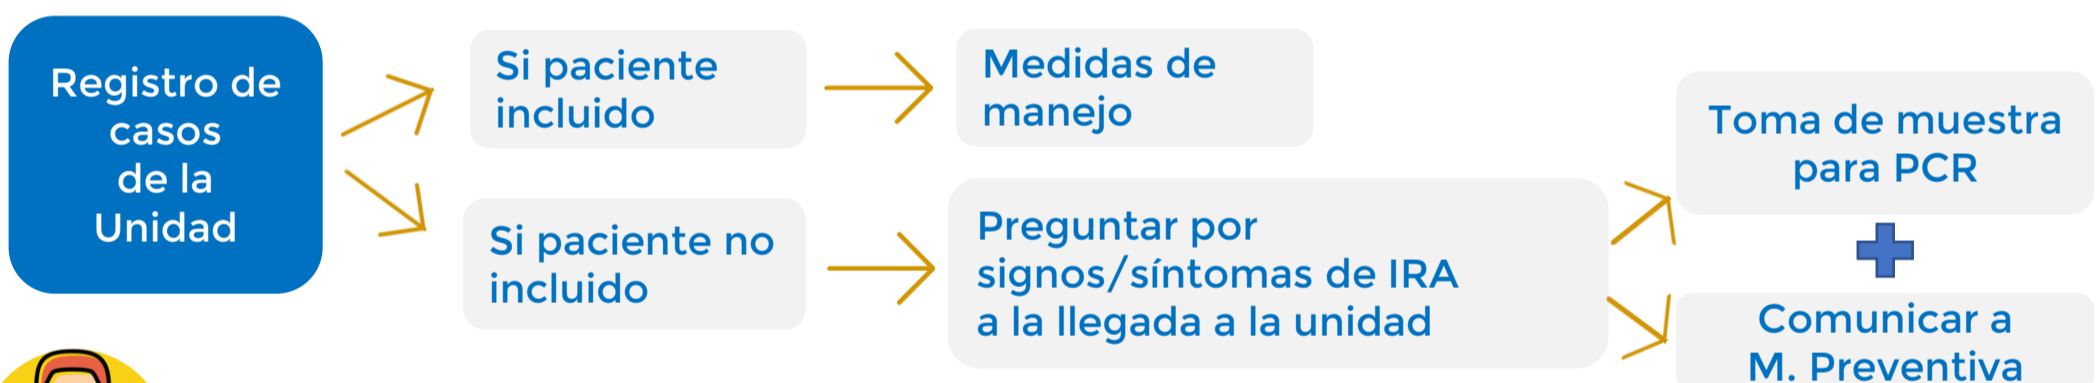 Registro de
casos
de la
Unidad
Si paciente
incluido
Medidas de
manejo
Si paciente no
incluido
Preguntar por
signos/síntomas de IRA
a la llegada a la unidad
Toma de muestra
para PCR
Comunicar a
M. Preventiva